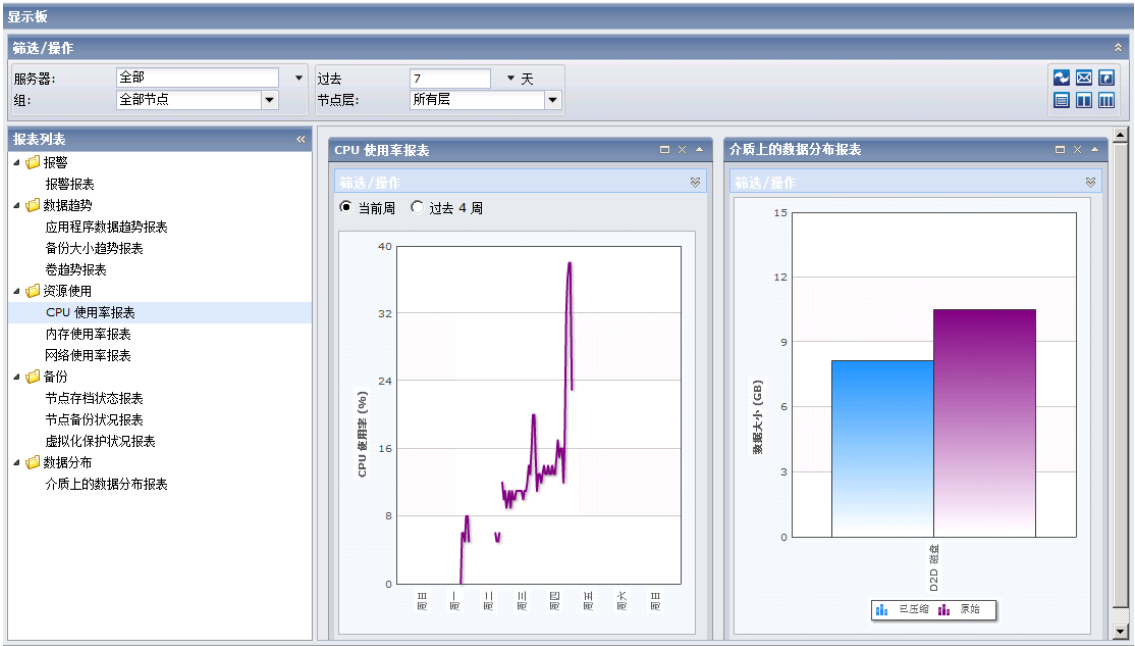 显示板
筛选/操作
服务器: 全部 过去 7 天
组: 全部节点 节点层: 所有层
报表列表
报警
报警报表
数据趋势
应用程序数据趋势报表
备份大小趋势报表
卷趋势报表
资源使用
CPU 使用率报表
内存使用率报表
网络使用率报表
备份
节点存档状态报表
节点备份状况报表
虚拟化保护状况报表
数据分布
介质上的数据分布报表
CPU 使用率报表
筛选/操作
当前周 过去 4 周
40
32
24
16
8
0
CPU 使用率 (%)
周日 周一 周二 周三 周四 周五 周六 周日
介质上的数据分布报表
筛选/操作
15
12
9
6
3
0
数据大小 (GB)
D2D 磁盘
已压缩 原始